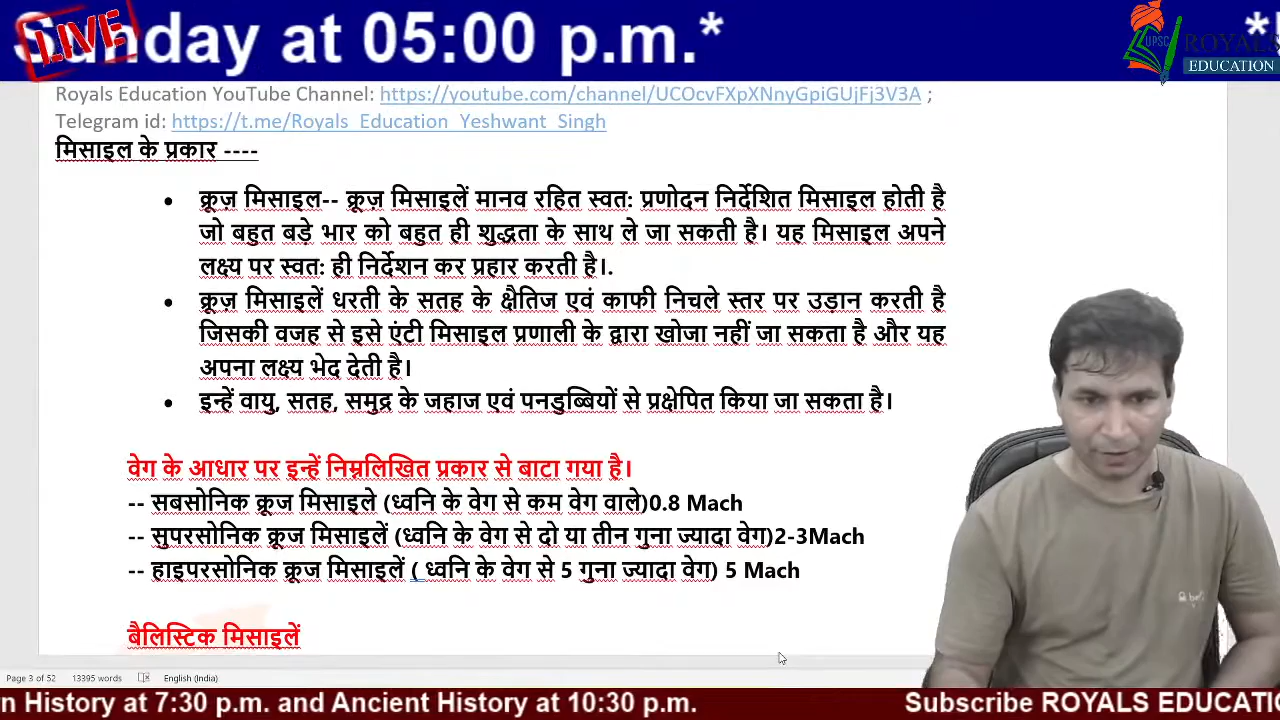 Sunday at 05:00 p.m.*
LIVE
UPSC ROYALS
EDUCATION
Royals Education YouTube Channel: https://youtube.com/channel/UCOcvFXpXNnyGpiGUjFj3V3A ;
Telegram id: https://t.me/Royals_Education_Yeshwant_Singh
मिसाइल के प्रकार ----
• क्रूज़ मिसाइल-- क्रूज़ मिसाइलें मानव रहित स्वतः प्रणोदन निर्देशित मिसाइल होती है
जो बहुत बड़े भार को बहुत ही शुद्धता के साथ ले जा सकती है। यह मिसाइल अपने
लक्ष्य पर स्वतः ही निर्देशन कर प्रहार करती है।.
• क्रूज़ मिसाइलें धरती के सतह के क्षैतिज एवं काफी निचले स्तर पर उड़ान करती है
जिसकी वजह से इसे एंटी मिसाइल प्रणाली के द्वारा खोजा नहीं जा सकता है और यह
अपना लक्ष्य भेद देती है।
• इन्हें वायु, सतह, समुद्र के जहाज एवं पनडुब्बियों से प्रक्षेपित किया जा सकता है।
वेग के आधार पर इन्हें निम्नलिखित प्रकार से बाटा गया है।
-- सबसोनिक क्रूज मिसाइले (ध्वनि के वेग से कम वेग वाले)0.8 Mach
-- सुपरसोनिक क्रूज मिसाइलें (ध्वनि के वेग से दो या तीन गुना ज्यादा वेग)2-3Mach
-- हाइपरसोनिक क्रूज मिसाइलें ( ध्वनि के वेग से 5 गुना ज्यादा वेग) 5 Mach
बैलिस्टिक मिसाइलें
Page 3 of 52 13395 words English (India)
n History at 7:30 p.m. and Ancient History at 10:30 p.m. Subscribe ROYALS EDUCATIO